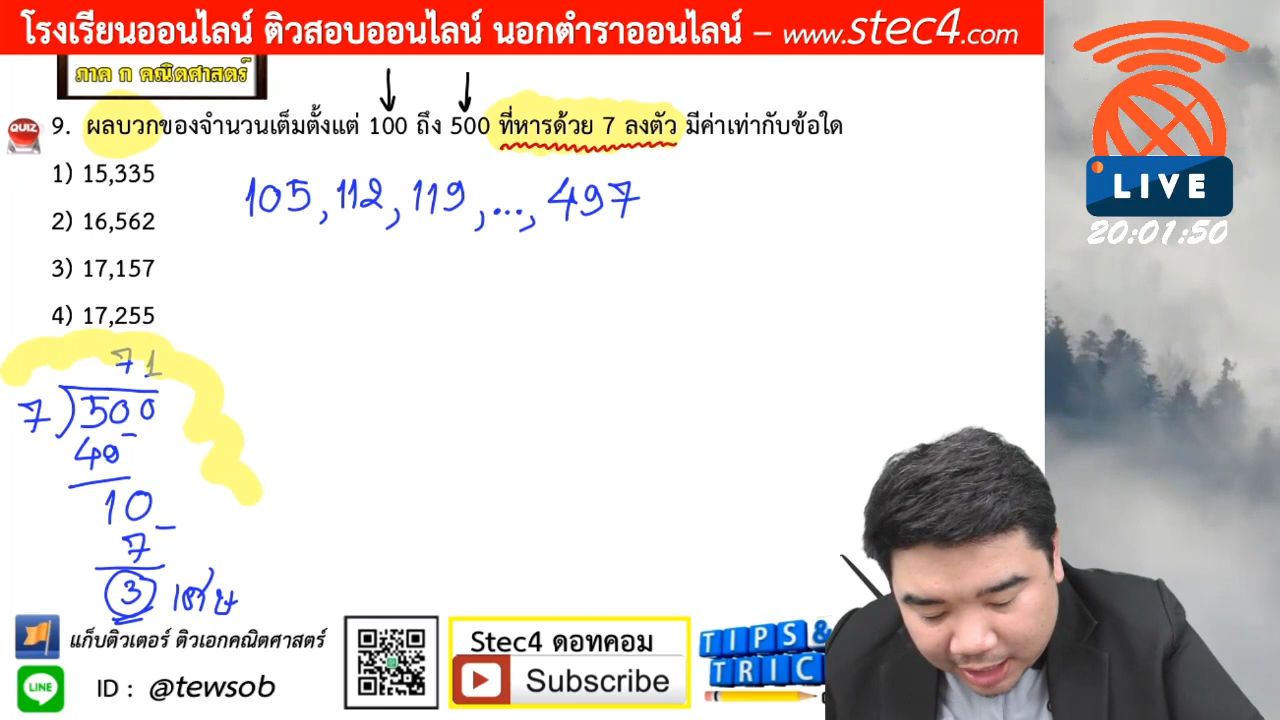 โรงเรียนออนไลน์ ติวสอบออนไลน์ นอกตำราออนไลน์ – www.stec4.com
ภาค ก คณิตศาสตร์
QUIZ
9. ผลบวกของจำนวนเต็มตั้งแต่ 100 ถึง 500 ที่หารด้วย 7 ลงตัว มีค่าเท่ากับข้อใด
1) 15,335
2) 16,562
3) 17,157
4) 17,255
105, 112, 119, ..., 497
71
7)500
49
10
7
3 เศษ
LIVE
20:01:50
แก็บติวเตอร์ ติวเอกคณิตศาสตร์
LINE
ID : @tewsob
Stec4 ดอทคอม
Subscribe
TIPS &
TRIC